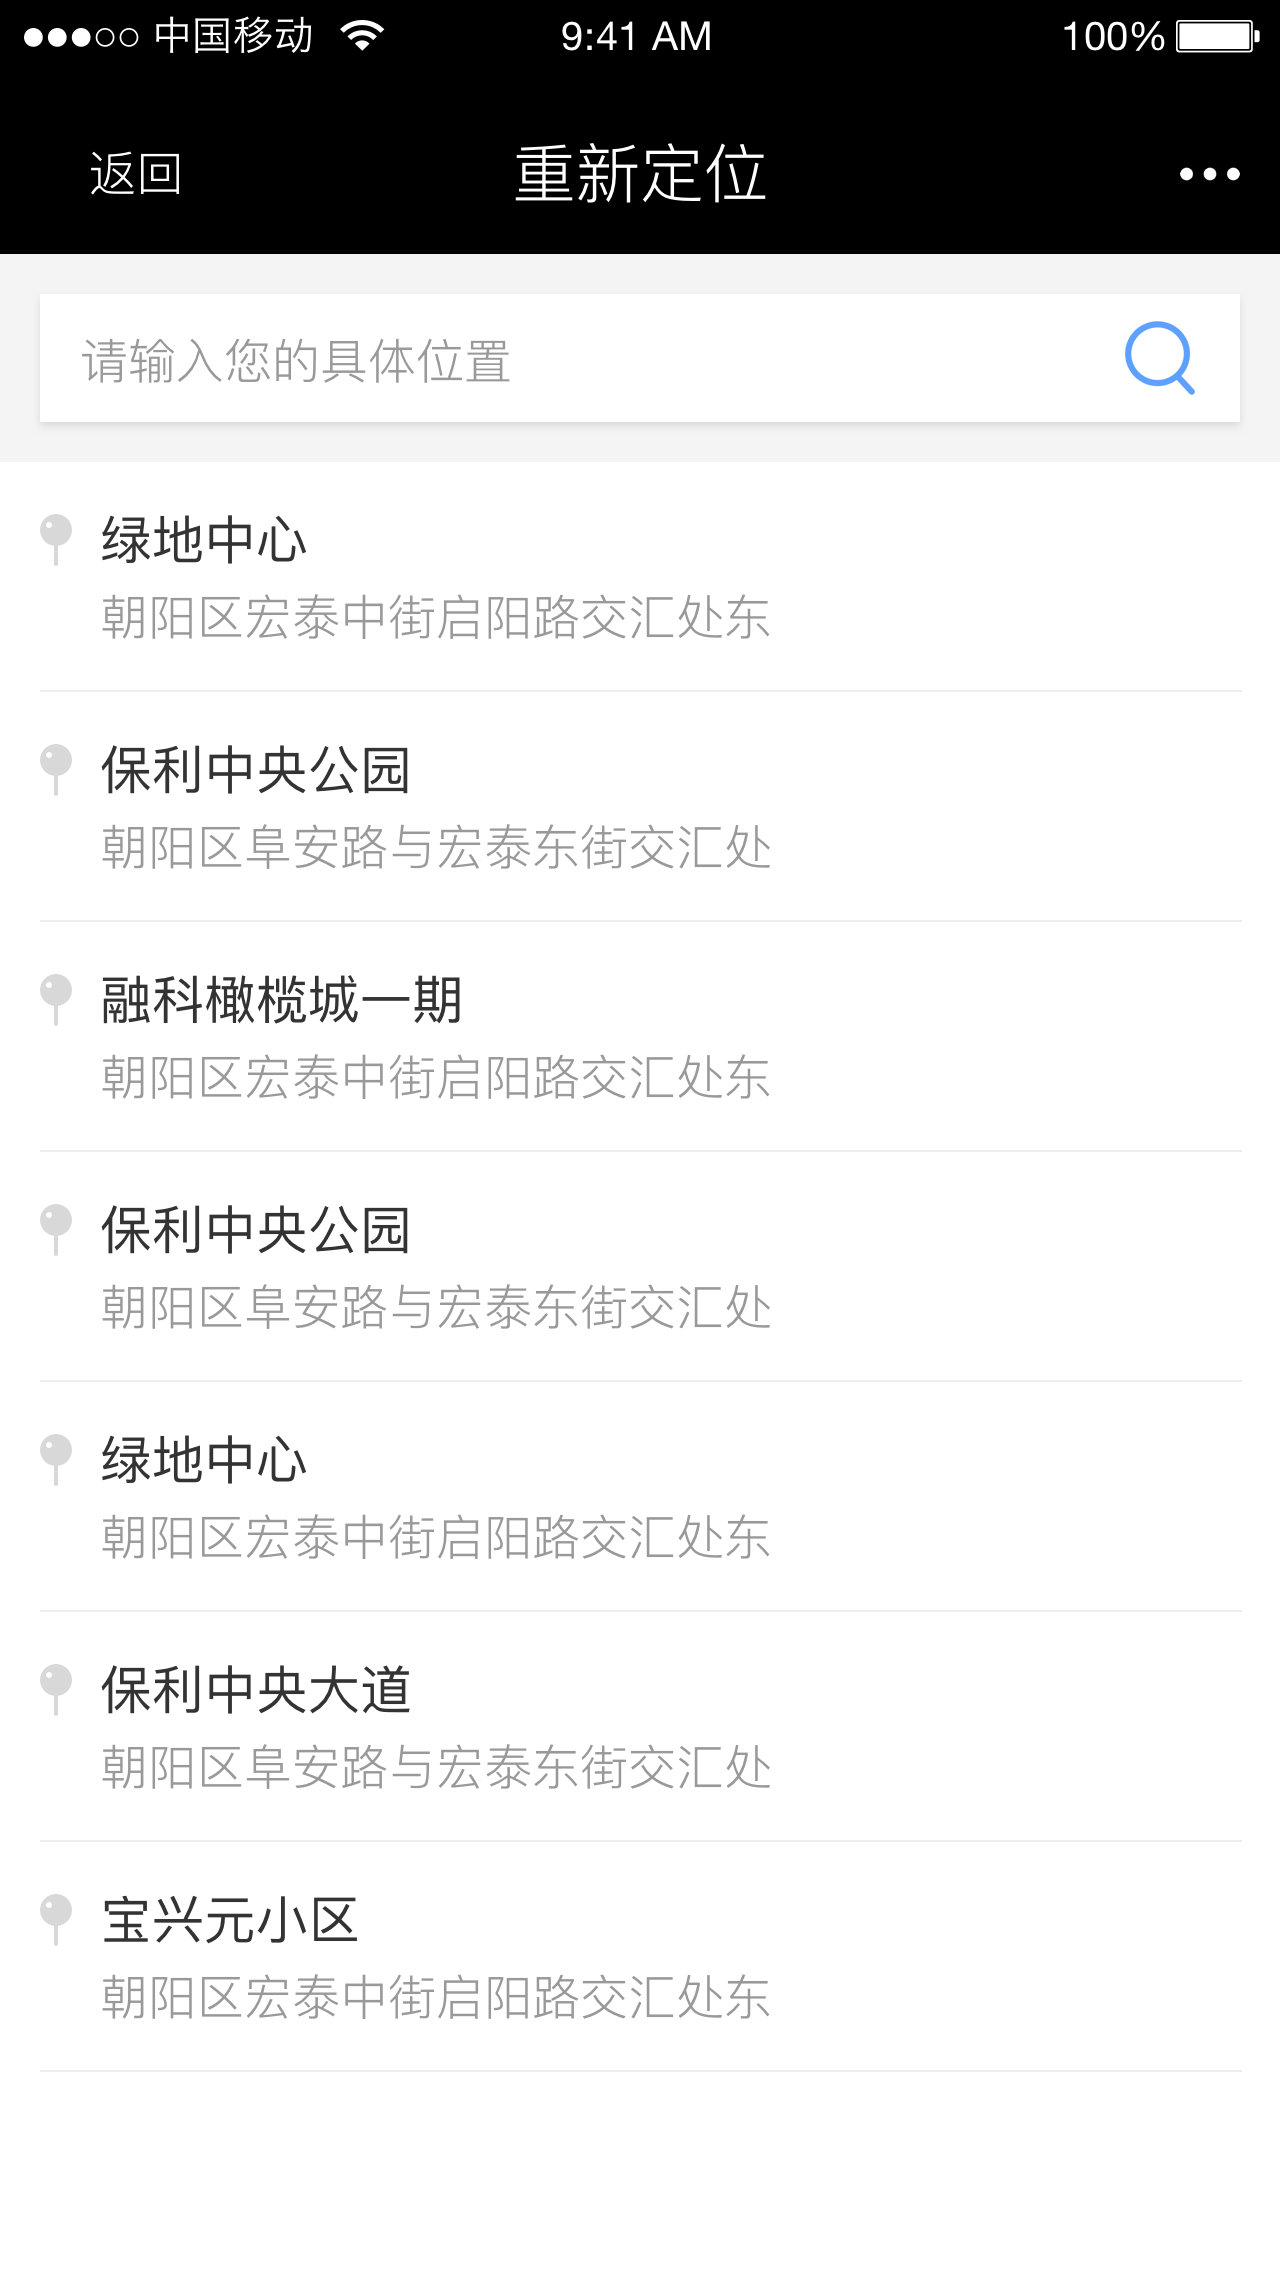 中国移动 9:41 AM 100%
返回 重新定位
请输入您的具体位置
绿地中心
朝阳区宏泰中街启阳路交汇处东
保利中央公园
朝阳区阜安路与宏泰东街交汇处
融科橄榄城一期
朝阳区宏泰中街启阳路交汇处东
保利中央公园
朝阳区阜安路与宏泰东街交汇处
绿地中心
朝阳区宏泰中街启阳路交汇处东
保利中央大道
朝阳区阜安路与宏泰东街交汇处
宝兴元小区
朝阳区宏泰中街启阳路交汇处东